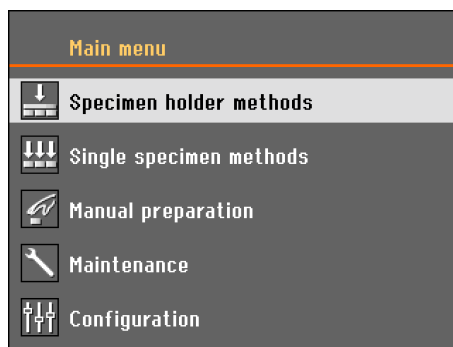 Main menu
Specimen holder methods
Single specimen methods
Manual preparation
Maintenance
Configuration